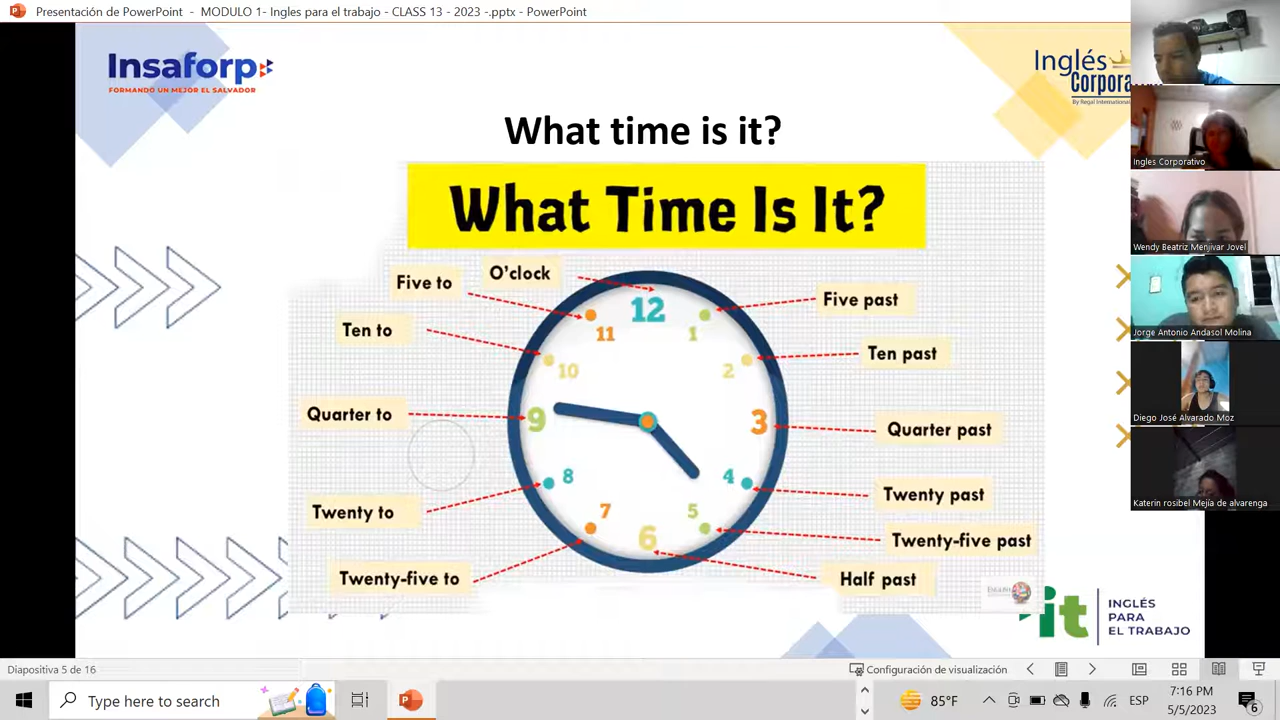 Presentación de PowerPoint - MODULO 1- Ingles para el trabajo - CLASS 13 - 2023 -.pptx - PowerPoint
Insaforp
FORMANDO UN MEJOR EL SALVADOR
Inglés
Corpora
By Regal International
What time is it?
What Time Is It?
O'clock
Five to
Five past
Ten to
Ten past
Quarter to
Quarter past
Twenty to
Twenty past
Twenty-five to
Twenty-five past
Half past
12
11
1
10
2
9
3
8
4
7
5
6
it
INGLÉS
PARA
EL TRABAJO
Ingles Corporativo
Wendy Beatriz Menjivar Jovel
Jorge Antonio Andasol Molina
Diego José Alvarado Moz
Katerin rosibel Mejía de alvarenga
Diapositiva 5 de 16
Configuración de visualización
Type here to search
85°F
ESP
7:16 PM
5/5/2023
6